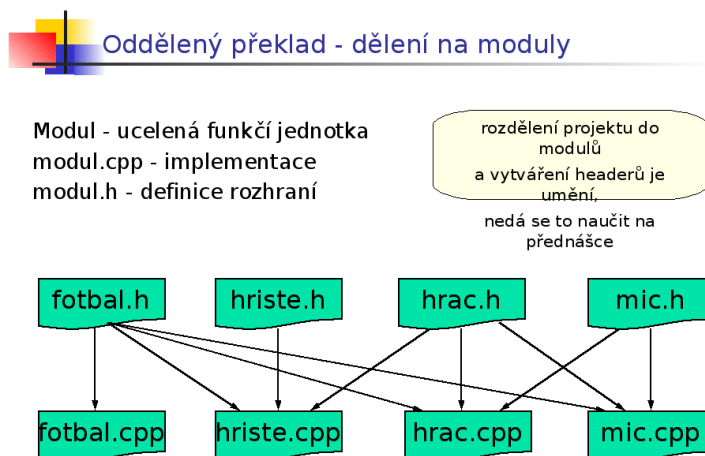 Oddělený překlad - dělení na moduly
Modul - ucelená funkčí jednotka
modul.cpp - implementace
modul.h - definice rozhraní
rozdělení projektu do
modulů
a vytváření headerů je
umění,
nedá se to naučit na
přednášce
fotbal.h
hriste.h
hrac.h
mic.h
fotbal.cpp
hriste.cpp
hrac.cpp
mic.cpp